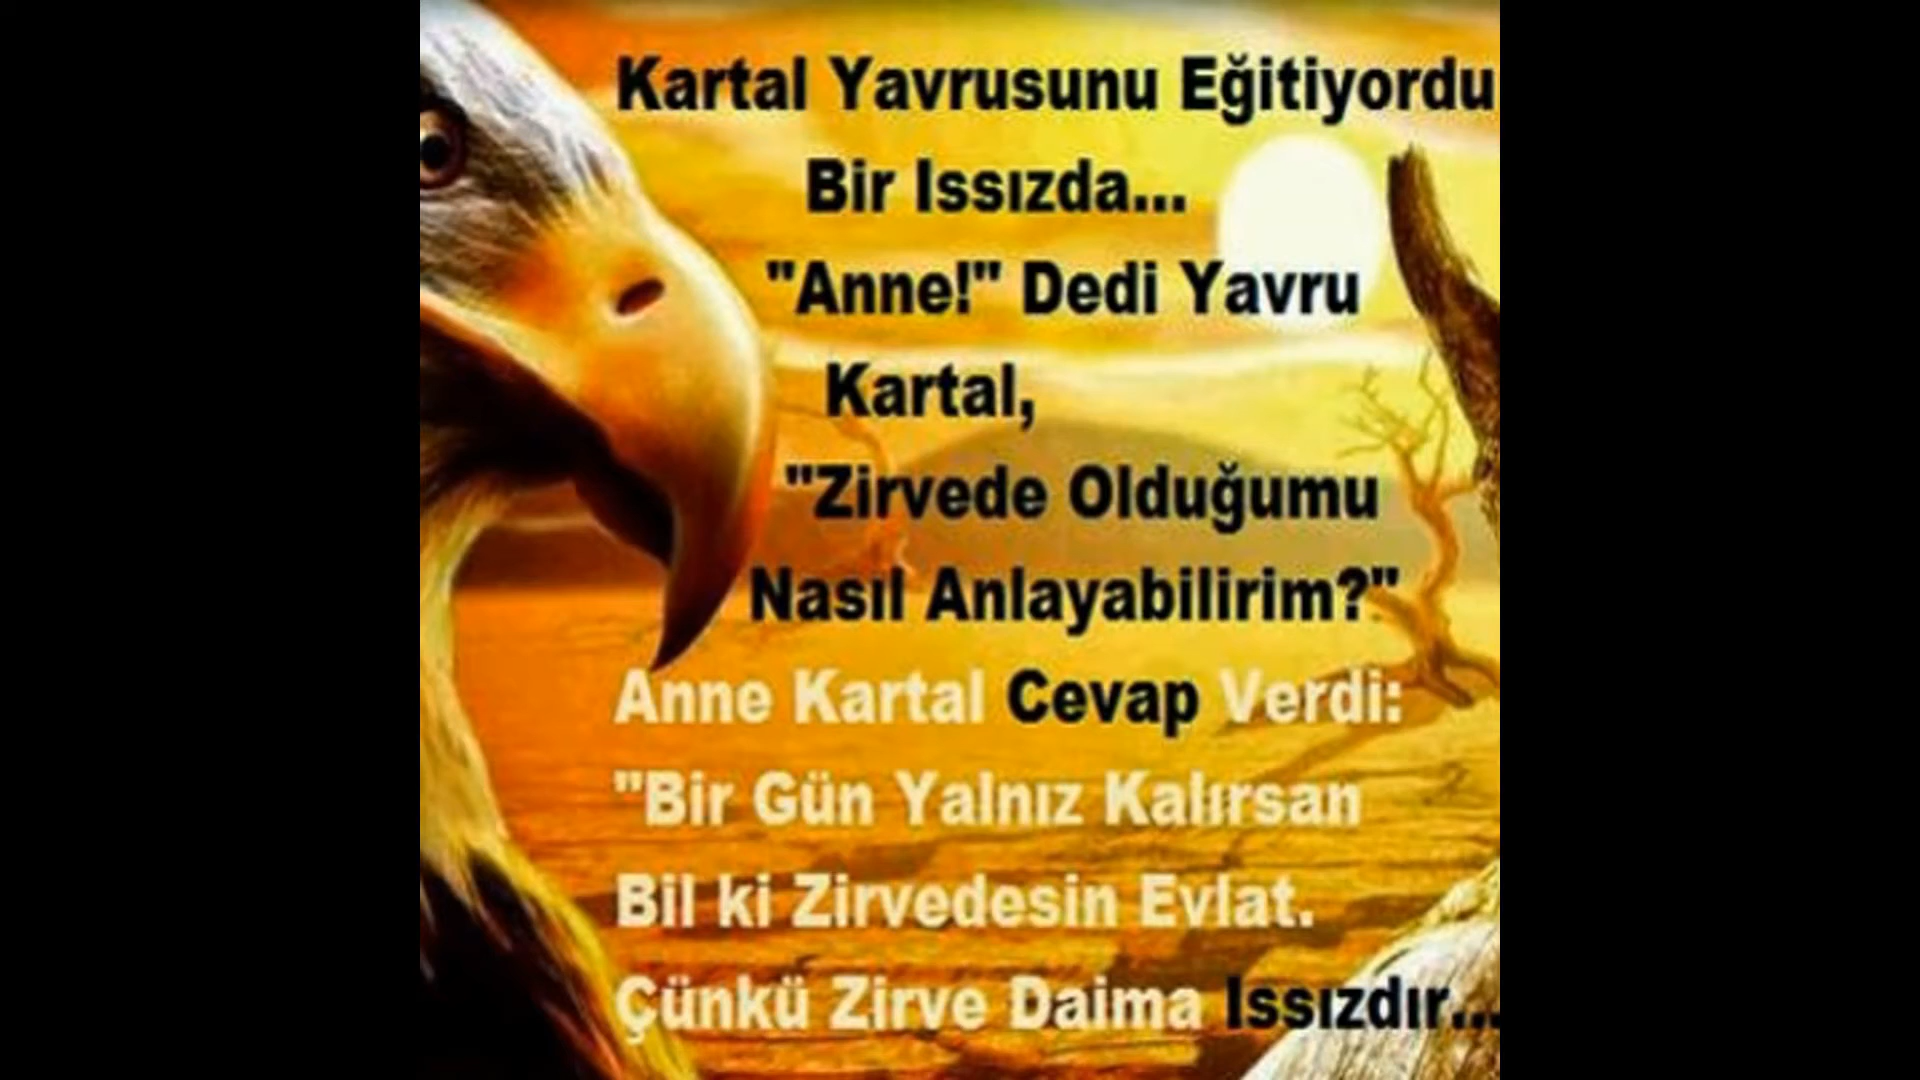 Kartal Yavrusunu Eğitiyordu
Bir Issızda...
"Anne!" Dedi Yavru
Kartal,
"Zirvede Olduğumu
Nasıl Anlayabilirim?"
Anne Kartal Cevap Verdi:
"Bir Gün Yalnız Kalırsan
Bil ki Zirvedesin Evlat.
Çünkü Zirve Daima Issızdır...